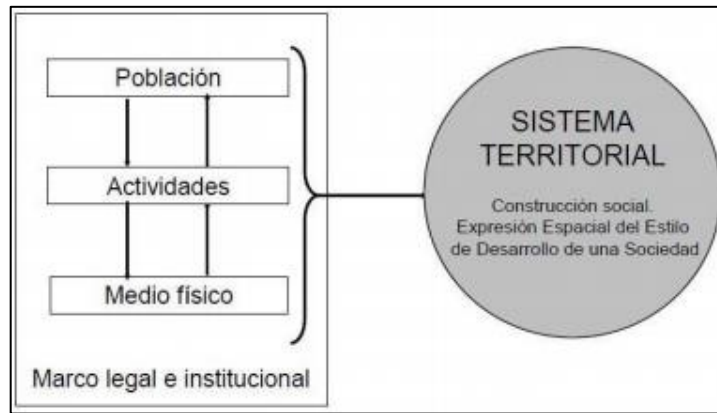 Población
Actividades
Medio físico
Marco legal e institucional
SISTEMA
TERRITORIAL
Construcción social.
Expresión Espacial del Estilo
de Desarrollo de una Sociedad